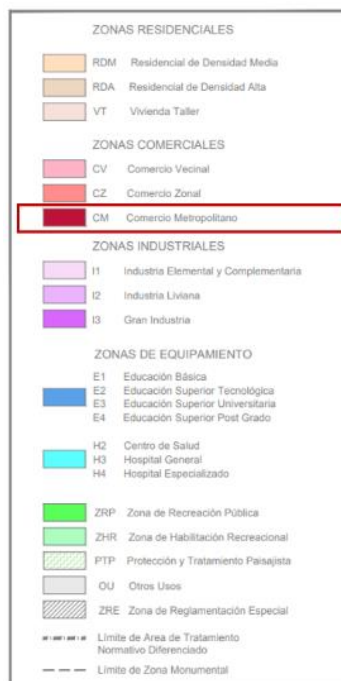 ZONAS RESIDENCIALES
RDM Residencial de Densidad Media
RDA Residencial de Densidad Alta
VT Vivienda Taller
ZONAS COMERCIALES
CV Comercio Vecinal
CZ Comercio Zonal
CM Comercio Metropolitano
ZONAS INDUSTRIALES
I1 Industria Elemental y Complementaria
I2 Industria Liviana
I3 Gran Industria
ZONAS DE EQUIPAMIENTO
E1 Educación Básica
E2 Educación Superior Tecnológica
E3 Educación Superior Universitaria
E4 Educación Superior Post Grado
H2 Centro de Salud
H3 Hospital General
H4 Hospital Especializado
ZRP Zona de Recreación Pública
ZHR Zona de Habilitación Recreacional
PTP Protección y Tratamiento Paisajista
OU Otros Usos
ZRE Zona de Reglamentación Especial
Límite de Area de Tratamiento
Normativo Diferenciado
Límite de Zona Monumental